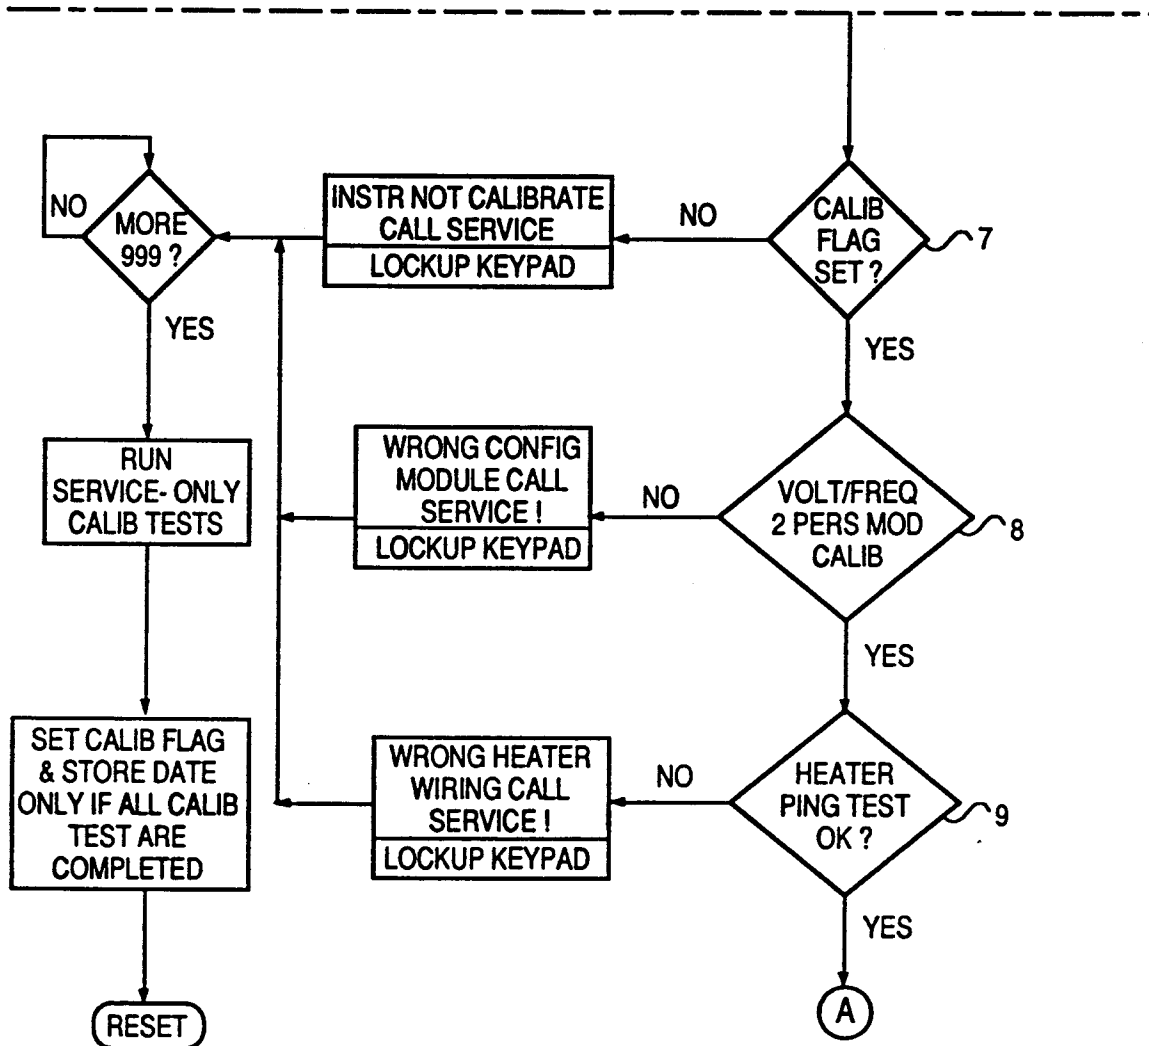 NO
MORE
999 ?
YES
INSTR NOT CALIBRATE
CALL SERVICE
LOCKUP KEYPAD
NO
CALIB
FLAG
SET ?
7
YES
RUN
SERVICE- ONLY
CALIB TESTS
WRONG CONFIG
MODULE CALL
SERVICE !
LOCKUP KEYPAD
NO
VOLT/FREQ
2 PERS MOD
CALIB
8
YES
SET CALIB FLAG
& STORE DATE
ONLY IF ALL CALIB
TEST ARE
COMPLETED
WRONG HEATER
WIRING CALL
SERVICE !
LOCKUP KEYPAD
NO
HEATER
PING TEST
OK ?
9
YES
RESET
A